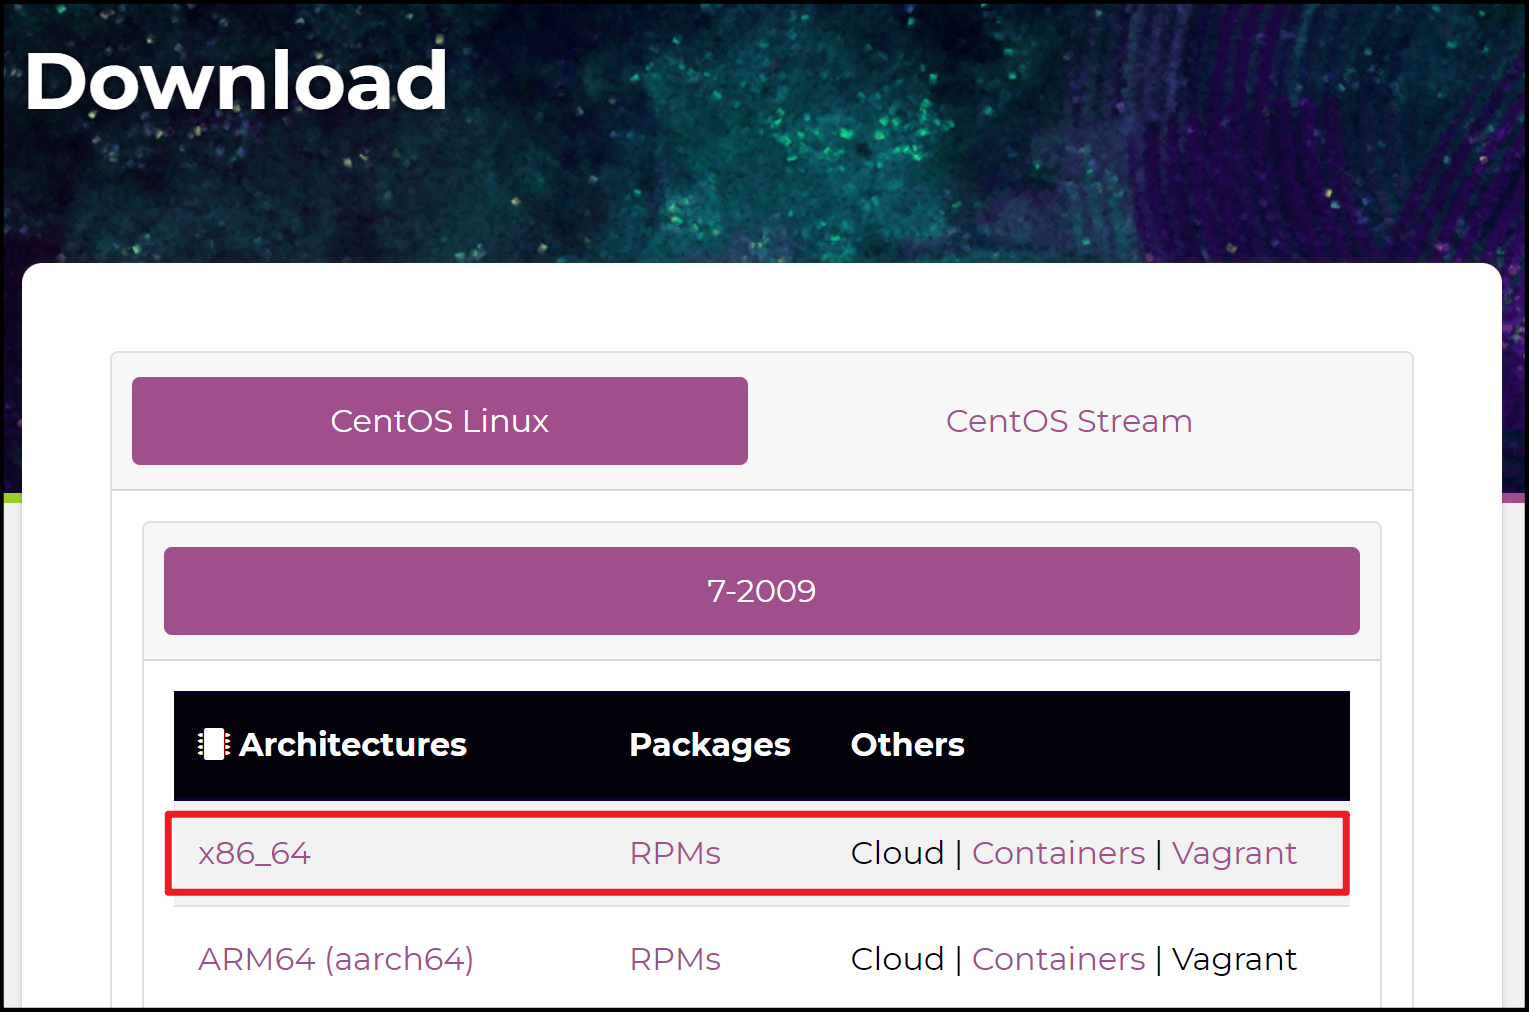 Download
CentOS Linux CentOS Stream
7-2009
Architectures Packages Others
x86_64 RPMs Cloud | Containers | Vagrant
ARM64 (aarch64) RPMs Cloud | Containers | Vagrant